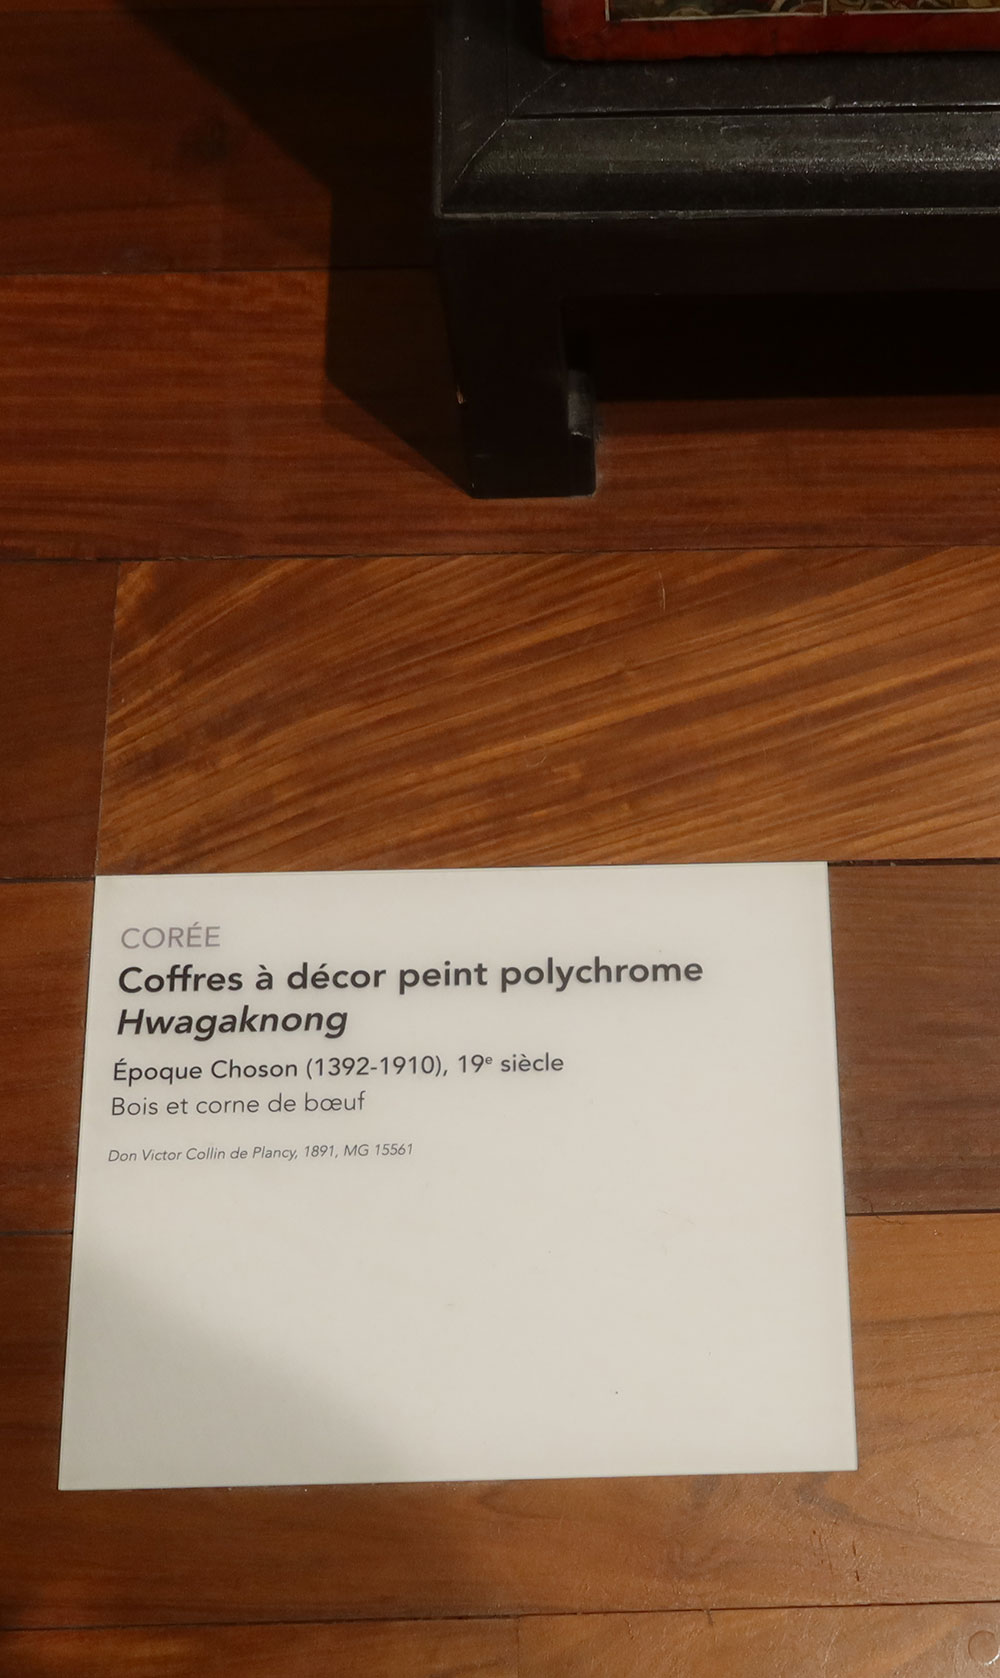 CORÉE
Coffres à décor peint polychrome
Hwagaknong
Époque Choson (1392-1910), 19e siècle
Bois et corne de bœuf
Don Victor Collin de Plancy, 1891, MG 15561